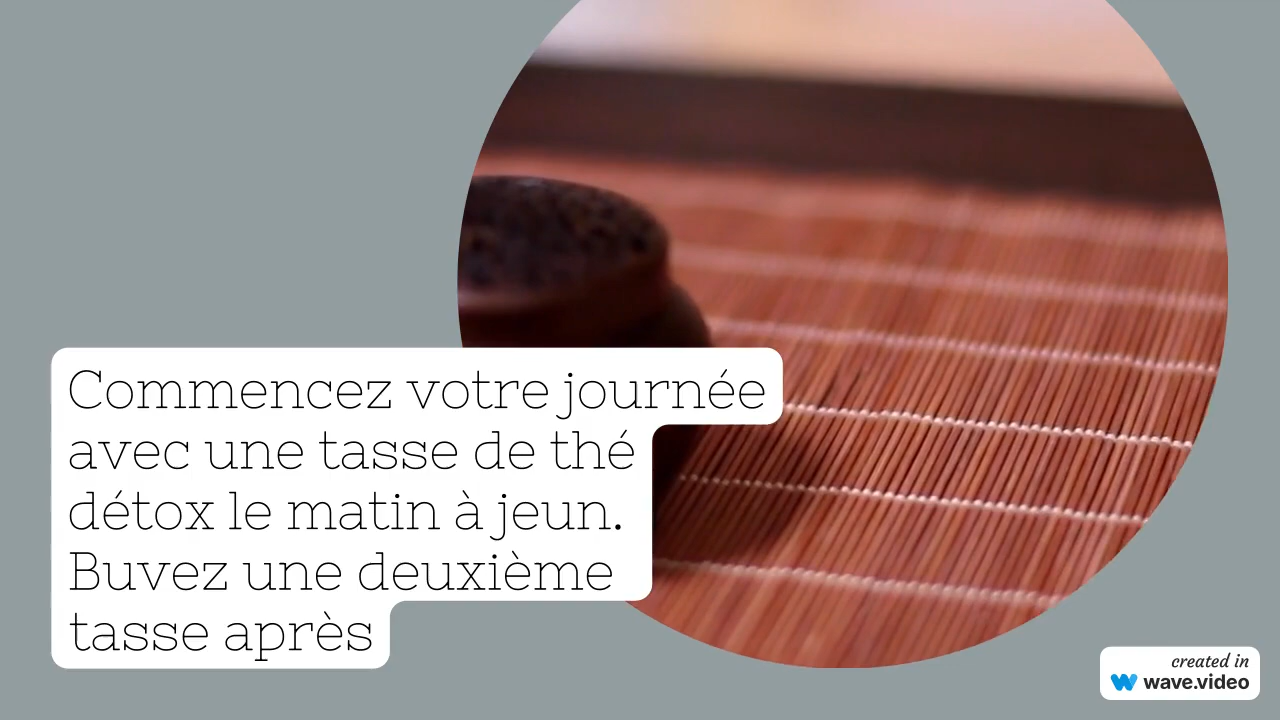 Commencez votre journée
avec une tasse de thé
détox le matin à jeun.
Buvez une deuxième
tasse après
created in
wave.video